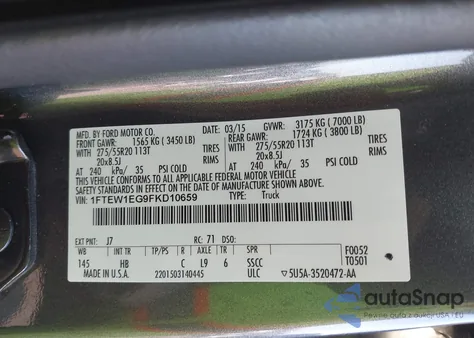 MFD. BY FORD MOTOR CO.
03/15 GVWR: 3175 KG ( 7000 LB)
FRONT GAWR: 1565 KG ( 3450 LB) REAR GAWR: 1724 KG ( 3800 LB)
WITH 275/55R20 113T TIRES WITH 275/55R20 113T TIRES
20x8.5J RIMS 20x8.5J RIMS
AT 240 kPa/ 35 PSI COLD AT 240 kPa/ 35 PSI COLD
THIS VEHICLE CONFORMS TO ALL APPLICABLE FEDERAL MOTOR VEHICLE
SAFETY STANDARDS IN EFFECT ON THE DATE OF MANUFACTURE SHOWN ABOVE.
VIN: 1FTEW1EG9FKD10659 TYPE: Truck
EXT PNT: J7 RC: 71 DSO: F0052
WB INT TR TP/PS R AXLE TR SPR T0501
145 HB C L9 6 SSCC
MADE IN U.S.A. 2201503140445 ULC 5U5A-3520472-AA
autoSnap